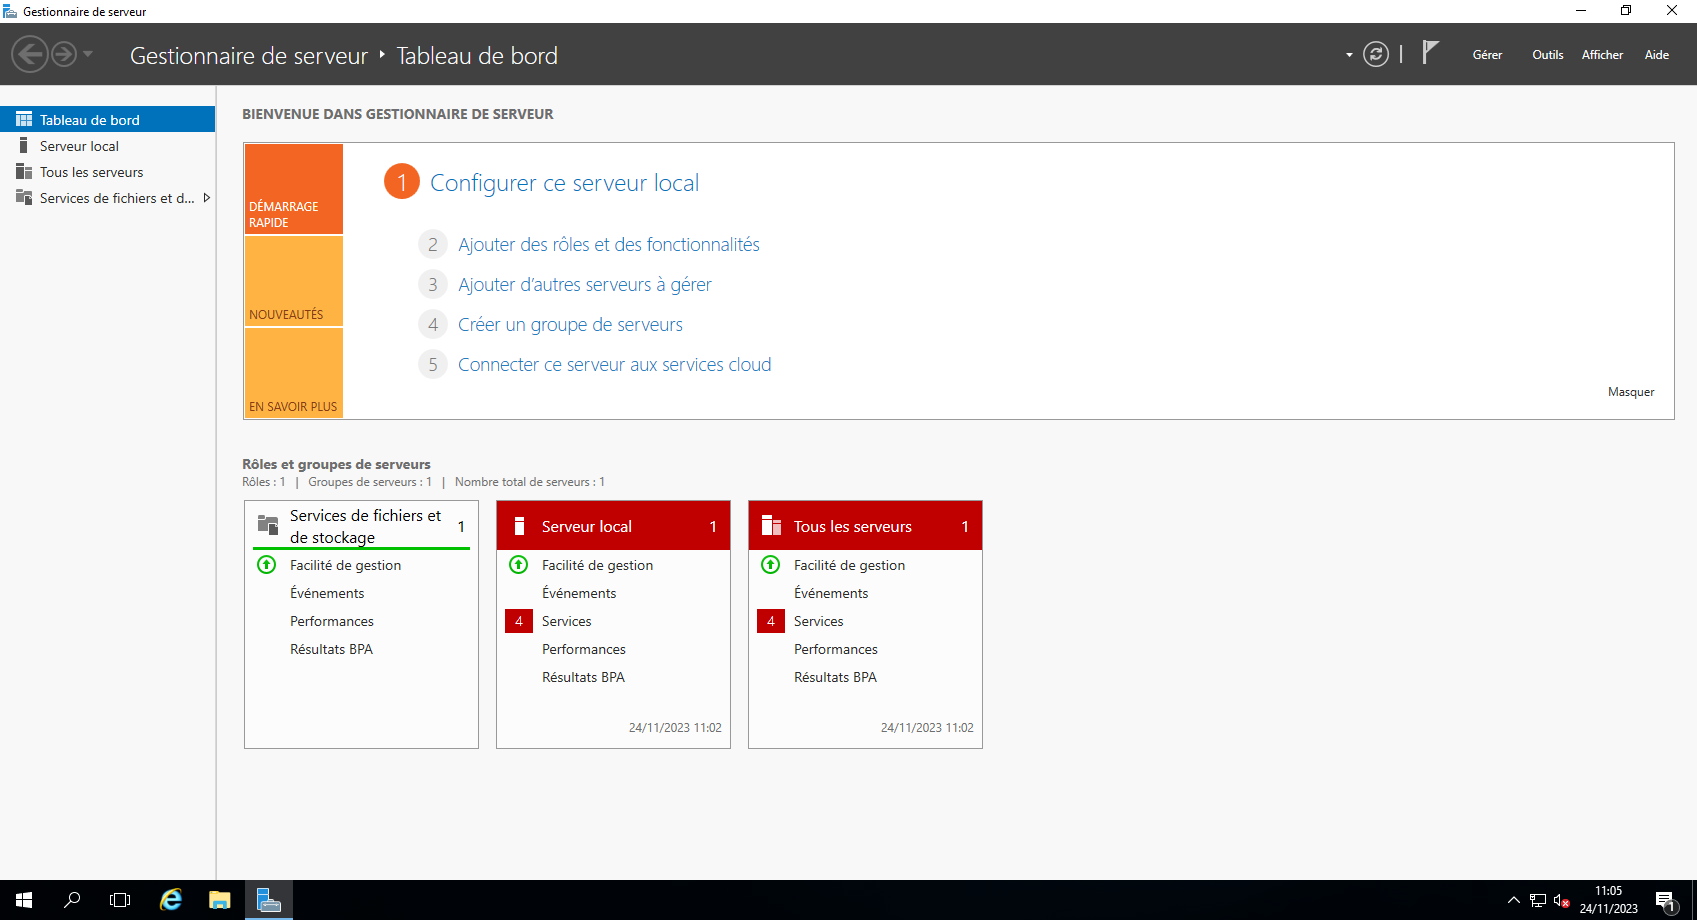 Gestionnaire de serveur
Gestionnaire de serveur ‣ Tableau de bord
Gérer Outils Afficher Aide
Tableau de bord
Serveur local
Tous les serveurs
Services de fichiers et d...
BIENVENUE DANS GESTIONNAIRE DE SERVEUR
DÉMARRAGE
RAPIDE
NOUVEAUTÉS
EN SAVOIR PLUS
1 Configurer ce serveur local
2 Ajouter des rôles et des fonctionnalités
3 Ajouter d’autres serveurs à gérer
4 Créer un groupe de serveurs
5 Connecter ce serveur aux services cloud
Masquer
Rôles et groupes de serveurs
Rôles : 1 | Groupes de serveurs : 1 | Nombre total de serveurs : 1
Services de fichiers et
de stockage 1
Facilité de gestion
Événements
Performances
Résultats BPA
Serveur local 1
Facilité de gestion
Événements
4 Services
Performances
Résultats BPA
24/11/2023 11:02
Tous les serveurs 1
Facilité de gestion
Événements
4 Services
Performances
Résultats BPA
24/11/2023 11:02
11:05
24/11/2023
1